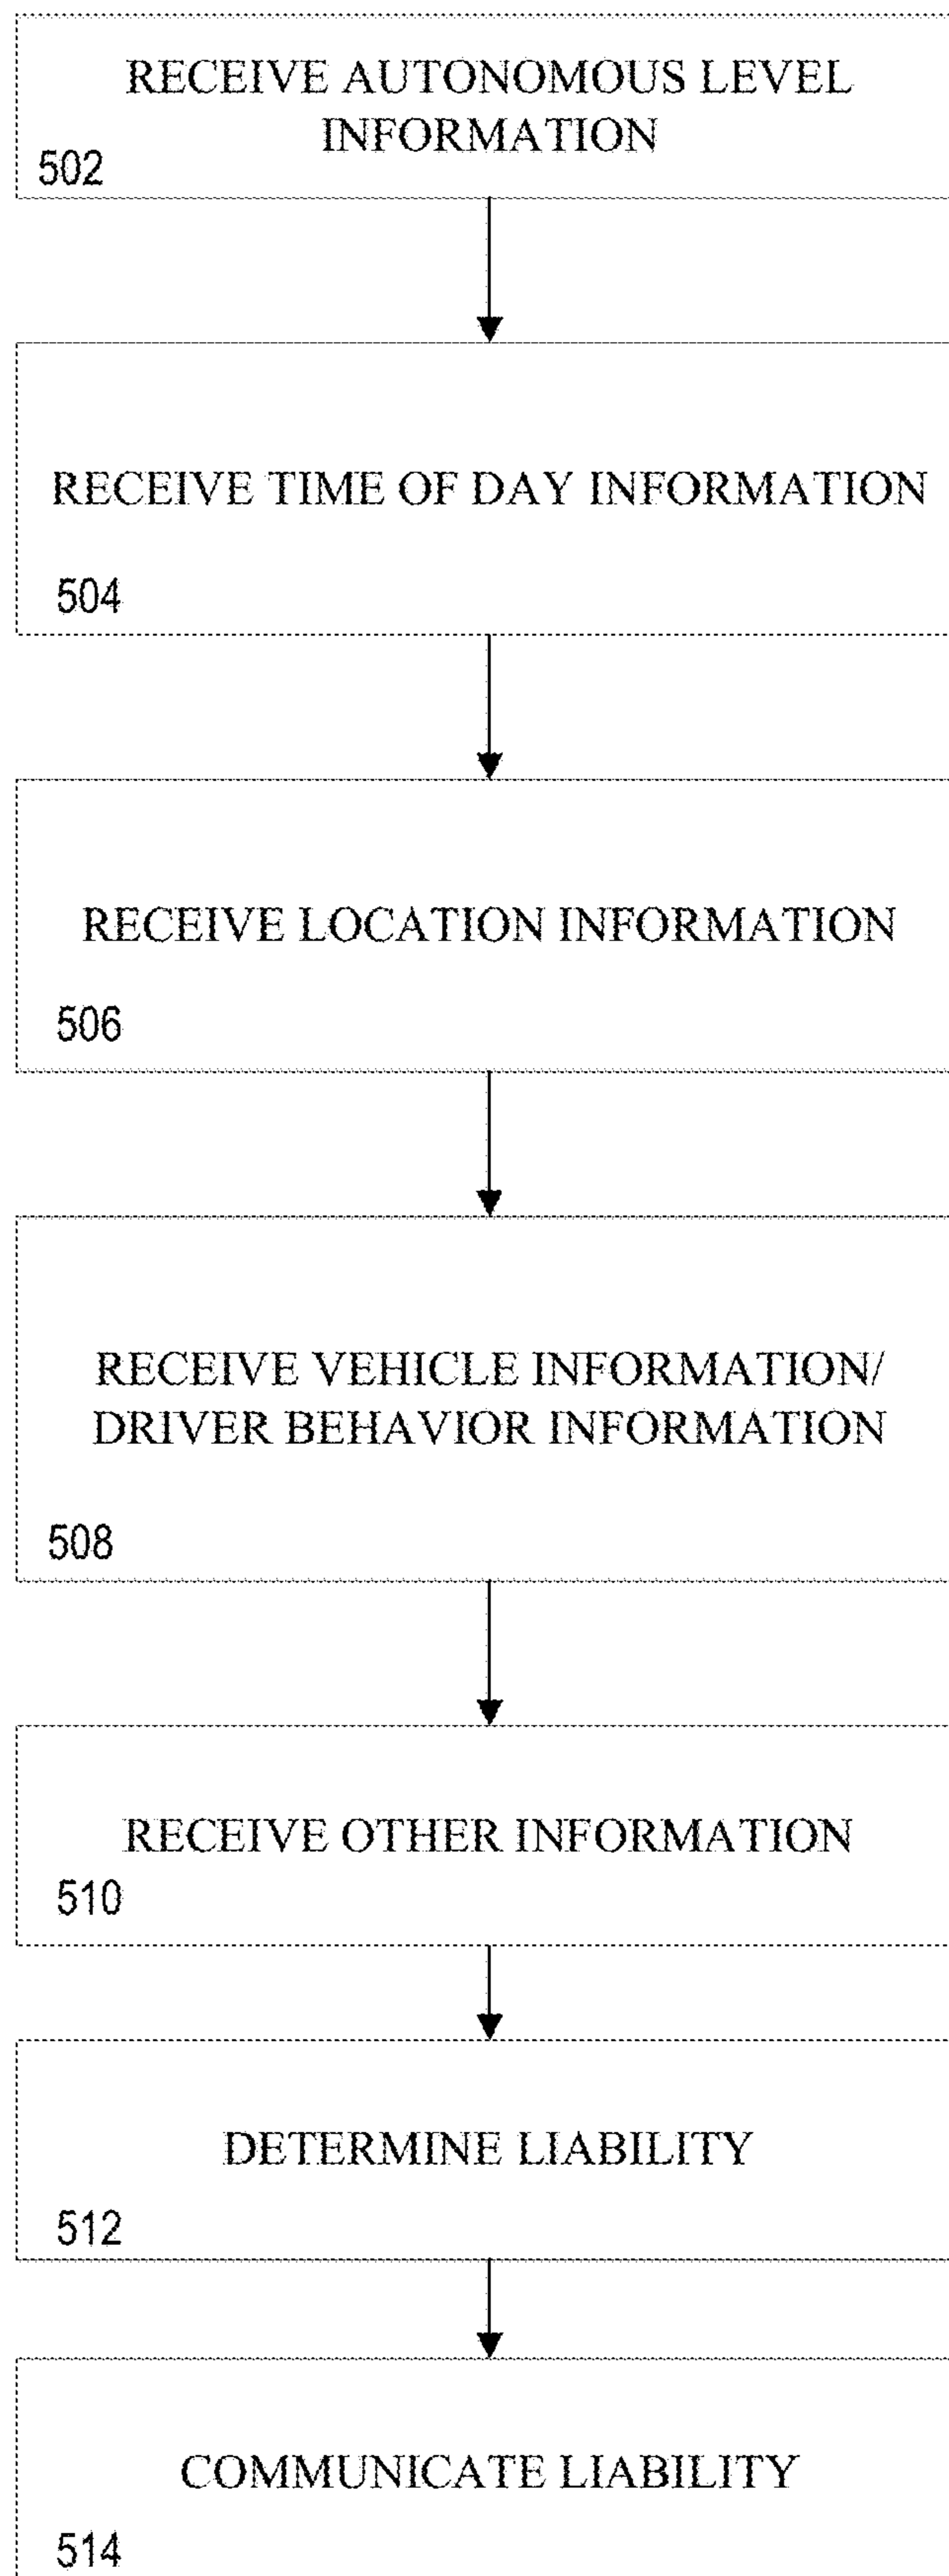 RECEIVE AUTONOMOUS LEVEL
INFORMATION
502
RECEIVE TIME OF DAY INFORMATION
504
RECEIVE LOCATION INFORMATION
506
RECEIVE VEHICLE INFORMATION/
DRIVER BEHAVIOR INFORMATION
508
RECEIVE OTHER INFORMATION
510
DETERMINE LIABILITY
512
COMMUNICATE LIABILITY
514